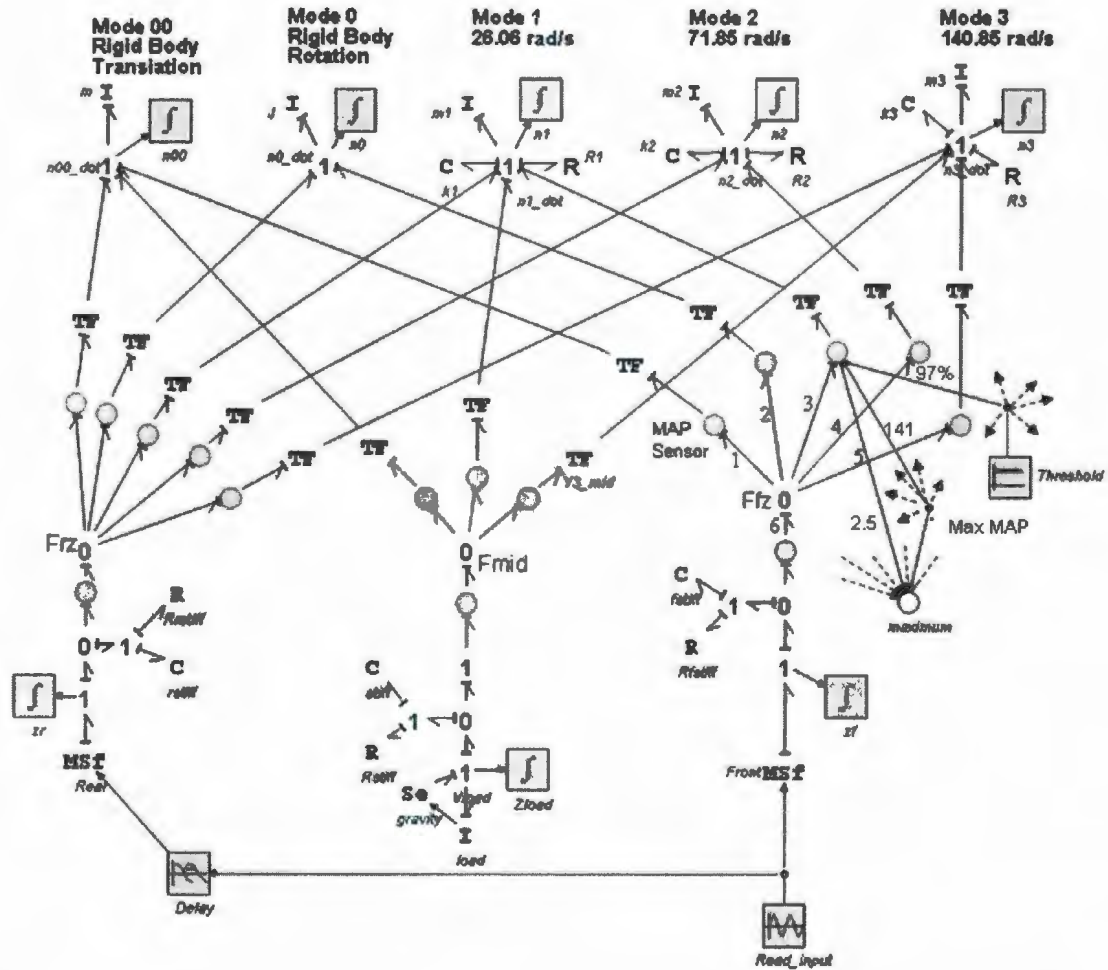 Mode 00
Rigid Body
Translation
Mode 0
Rigid Body
Rotation
Mode 1
26.06 rad/s
Mode 2
71.85 rad/s
Mode 3
140.85 rad/s
m I
∫
n00
n00_dot 1
J I
∫
n0
n0_dot 1
m1 I
∫
n1
C 1 R R1
k1
n1_dot
m2 I
∫
n2
k2 C 1 R
n2_dot R2
m3 I
C
k3
∫
n3
1
n3_dot
R
R3
TF
TF
TF
TF
TF
TF
TF
TF
Y3_mid
TF
TF
TF
TF
TF
MAP
Sensor
1
2
3
4
5
97%
141
2.5
6
Threshold
Max MAP
maximum
Frz 0
Fmid
0
Ffz 0
R
0 1
C
rstiff
∫
zr
1
MSf
Rear
1
C
stiff
1 0
R
Rstiff
Se
gravity
1
∫
Zload
I
load
C
fstiff
1 0
R
Rfstiff
1
∫
zf
Front MSf
Delay
Road_input